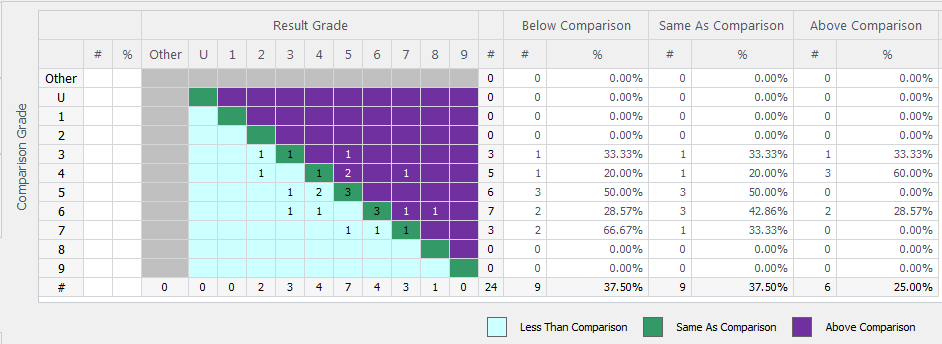 Result Grade Below Comparison Same As Comparison Above Comparison
# % Other U 1 2 3 4 5 6 7 8 9 # # % # % # %
Comparison Grade
Other 0 0 0.00% 0 0.00% 0 0.00%
U 0 0 0.00% 0 0.00% 0 0.00%
1 0 0 0.00% 0 0.00% 0 0.00%
2 0 0 0.00% 0 0.00% 0 0.00%
3 1 1 1 3 1 33.33% 1 33.33% 1 33.33%
4 1 1 2 1 5 1 20.00% 1 20.00% 3 60.00%
5 1 2 3 6 3 50.00% 3 50.00% 0 0.00%
6 1 1 3 1 1 7 2 28.57% 3 42.86% 2 28.57%
7 1 1 1 3 2 66.67% 1 33.33% 0 0.00%
8 0 0 0.00% 0 0.00% 0 0.00%
9 0 0 0.00% 0 0.00% 0 0.00%
# 0 0 0 2 3 4 7 4 3 1 0 24 9 37.50% 9 37.50% 6 25.00%
Less Than Comparison Same As Comparison Above Comparison